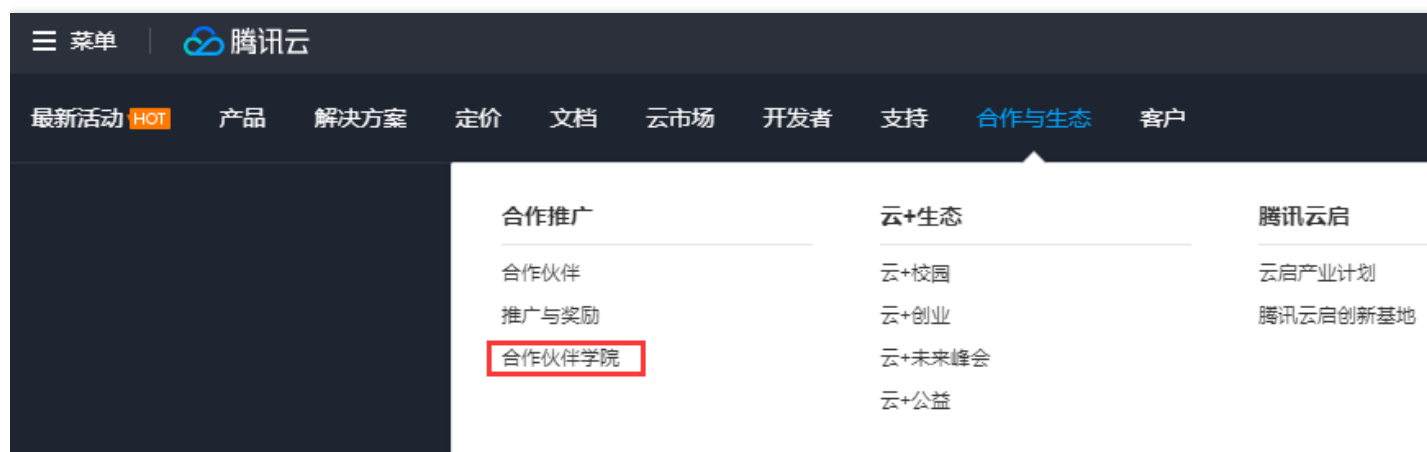 菜单 腾讯云
最新活动 HOT 产品 解决方案 定价 文档 云市场 开发者 支持 合作与生态 客户
合作推广 云+生态 腾讯云启
合作伙伴 云+校园 云启产业计划
推广与奖励 云+创业 腾讯云启创新基地
合作伙伴学院 云+未来峰会
云+公益